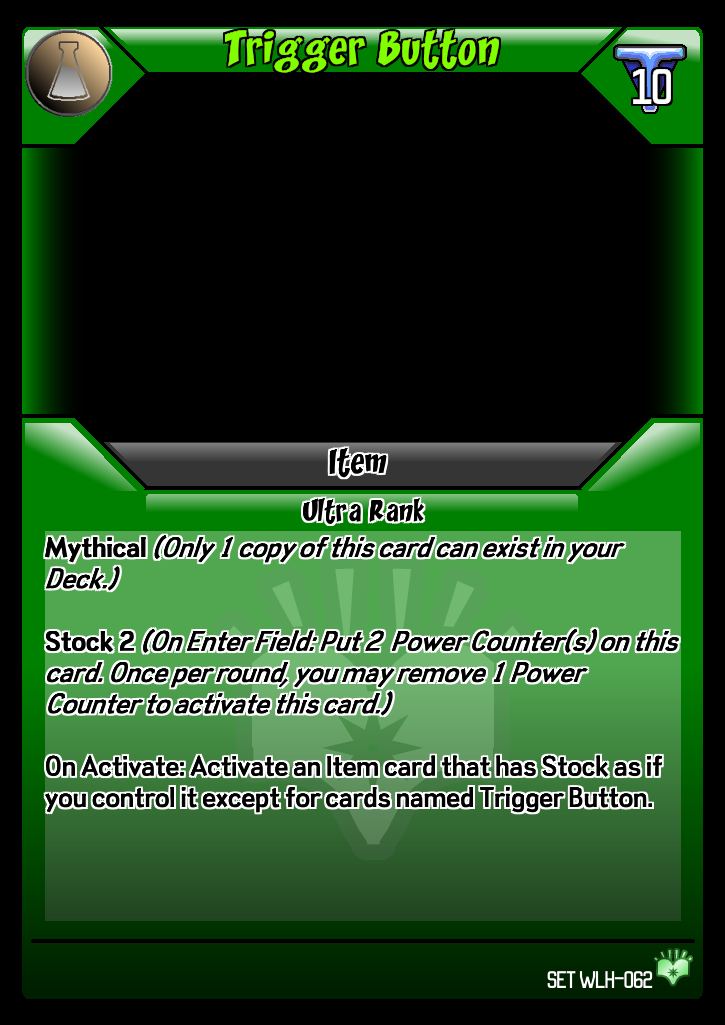 Trigger Button
10
Item
Ultra Rank
Mythical (Only 1 copy of this card can exist in your
Deck.)
Stock 2 (On Enter Field: Put 2 Power Counter(s) on this
card. Once per round, you may remove 1 Power
Counter to activate this card.)
On Activate: Activate an Item card that has Stock as if
you control it except for cards named Trigger Button.
SET WLH-062